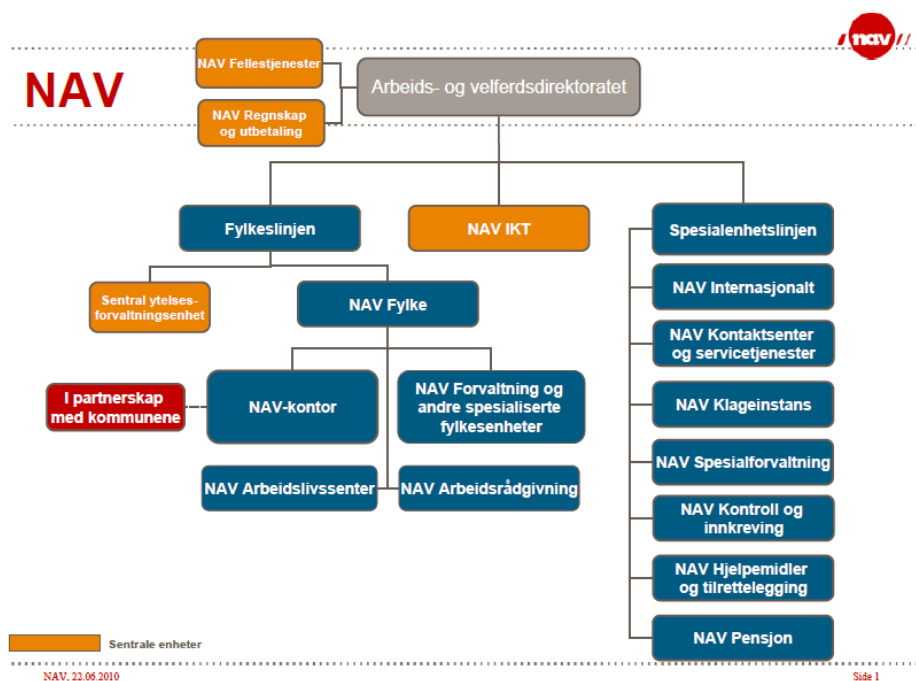 nav
NAV
NAV Fellestjenester
Arbeids- og velferdsdirektoratet
NAV Regnskap
og utbetaling
Fylkeslinjen
NAV IKT
Spesialenhetslinjen
Sentral ytelses-
forvaltningsenhet
NAV Fylke
NAV Internasjonalt
NAV Kontaktsenter
og servicetjenester
I partnerskap
med kommunene
NAV-kontor
NAV Forvaltning og
andre spesialiserte
fylkesenheter
NAV Klageinstans
NAV Arbeidslivssenter
NAV Arbeidsrådgivning
NAV Spesialforvaltning
NAV Kontroll og
innkreving
NAV Hjelpemidler
og tilrettelegging
NAV Pensjon
Sentrale enheter
NAV, 22.06.2010
Side 1